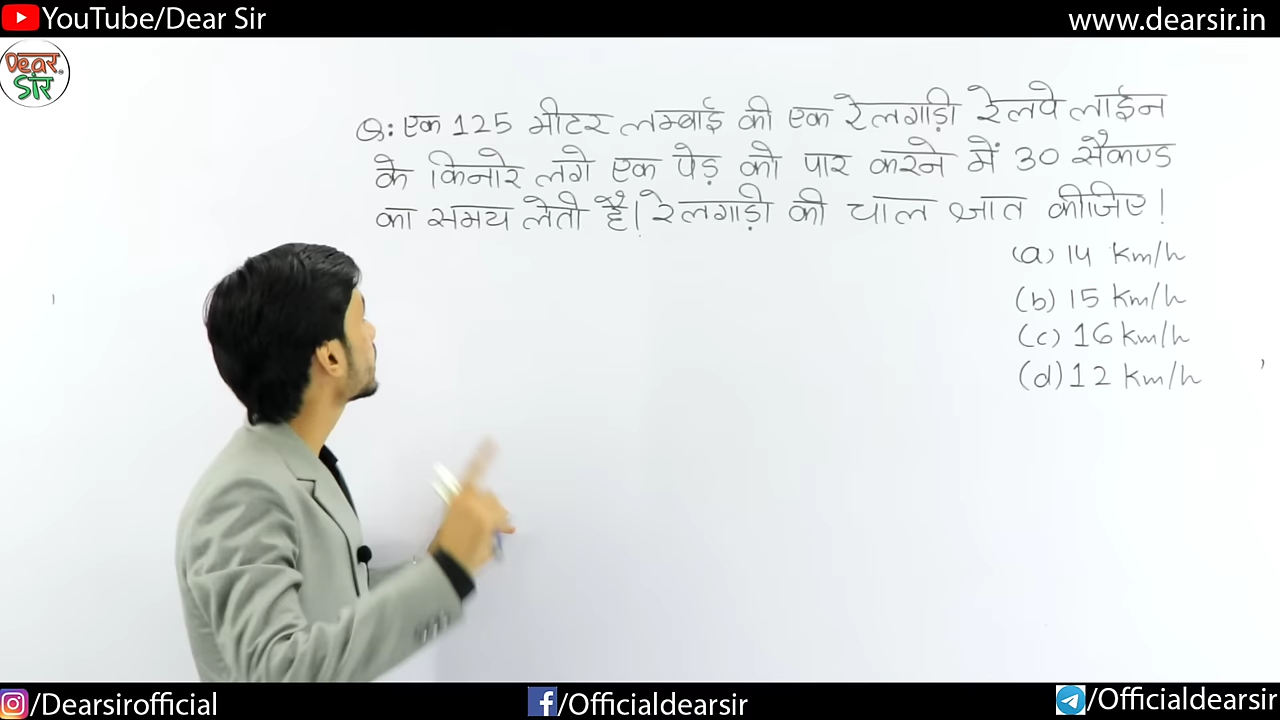 YouTube/Dear Sir
www.dearsir.in
Dear
Sir
Q: एक 125 मीटर लम्बाई की एक रेलगाड़ी रेलवे लाईन
के किनारे लगे एक पेड़ को पार करने में 30 सैकण्ड
का समय लेती है। रेलगाड़ी की चाल ज्ञात कीजिए!
(a) 14 Km/h
(b) 15 Km/h
(c) 16 Km/h
(d) 12 Km/h
/Dearsirofficial
/Officialdearsir
/Officialdearsir